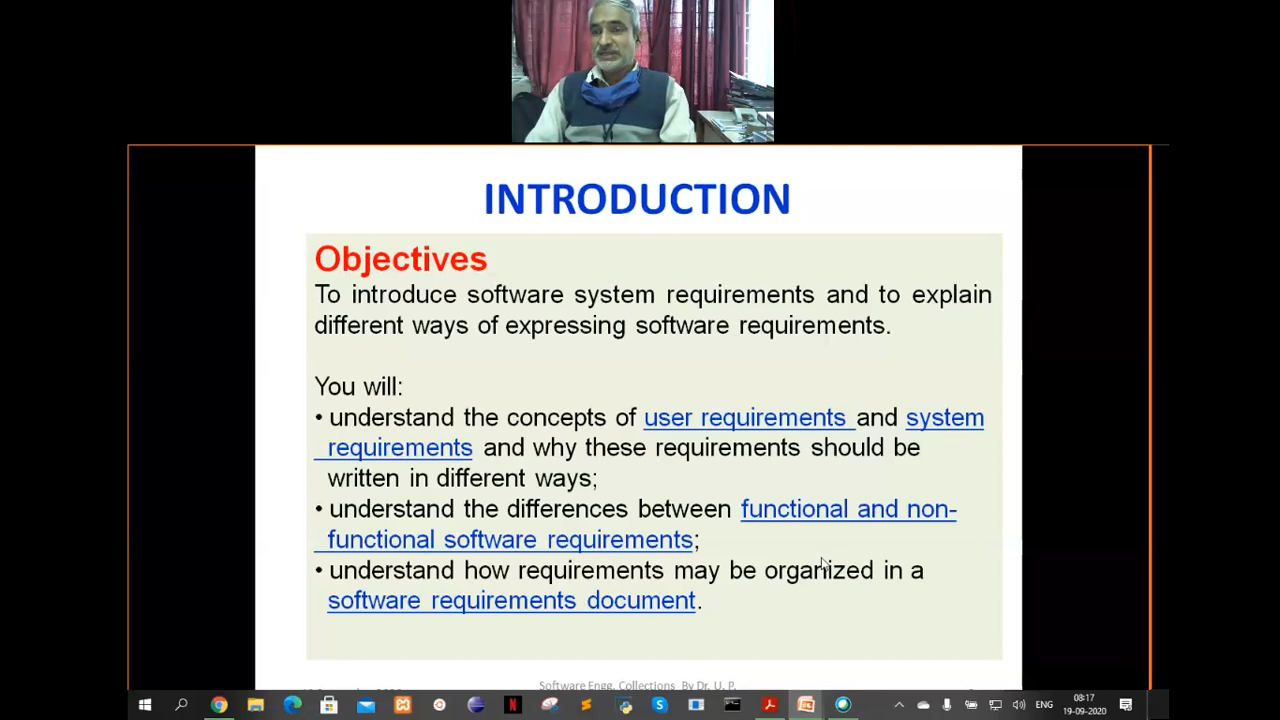 INTRODUCTION
Objectives
To introduce software system requirements and to explain
different ways of expressing software requirements.
You will:
• understand the concepts of user requirements and system
requirements and why these requirements should be
written in different ways;
• understand the differences between functional and non-
functional software requirements;
• understand how requirements may be organized in a
software requirements document.
Software Engg. Collections By Dr. U. P.
ENG
08:17
19-09-2020